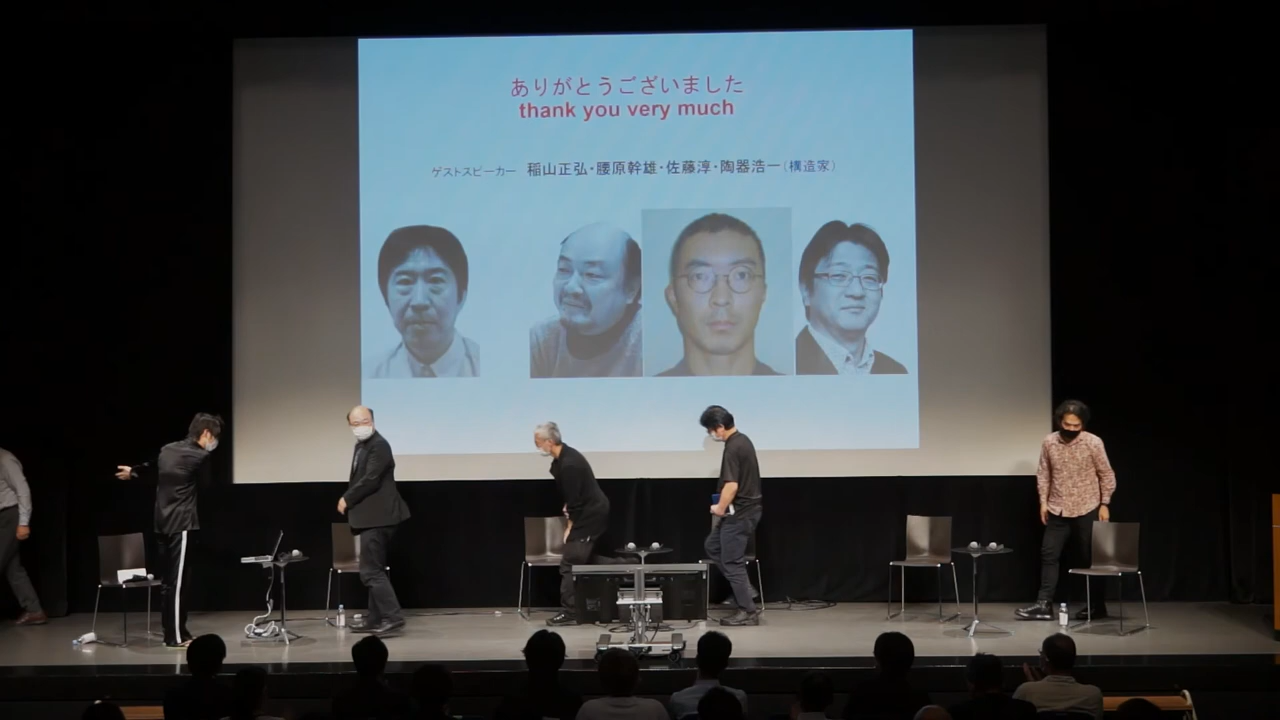 ありがとうございました
thank you very much
ゲストスピーカー 稲山正弘・腰原幹雄・佐藤淳・陶器浩一(構造家)